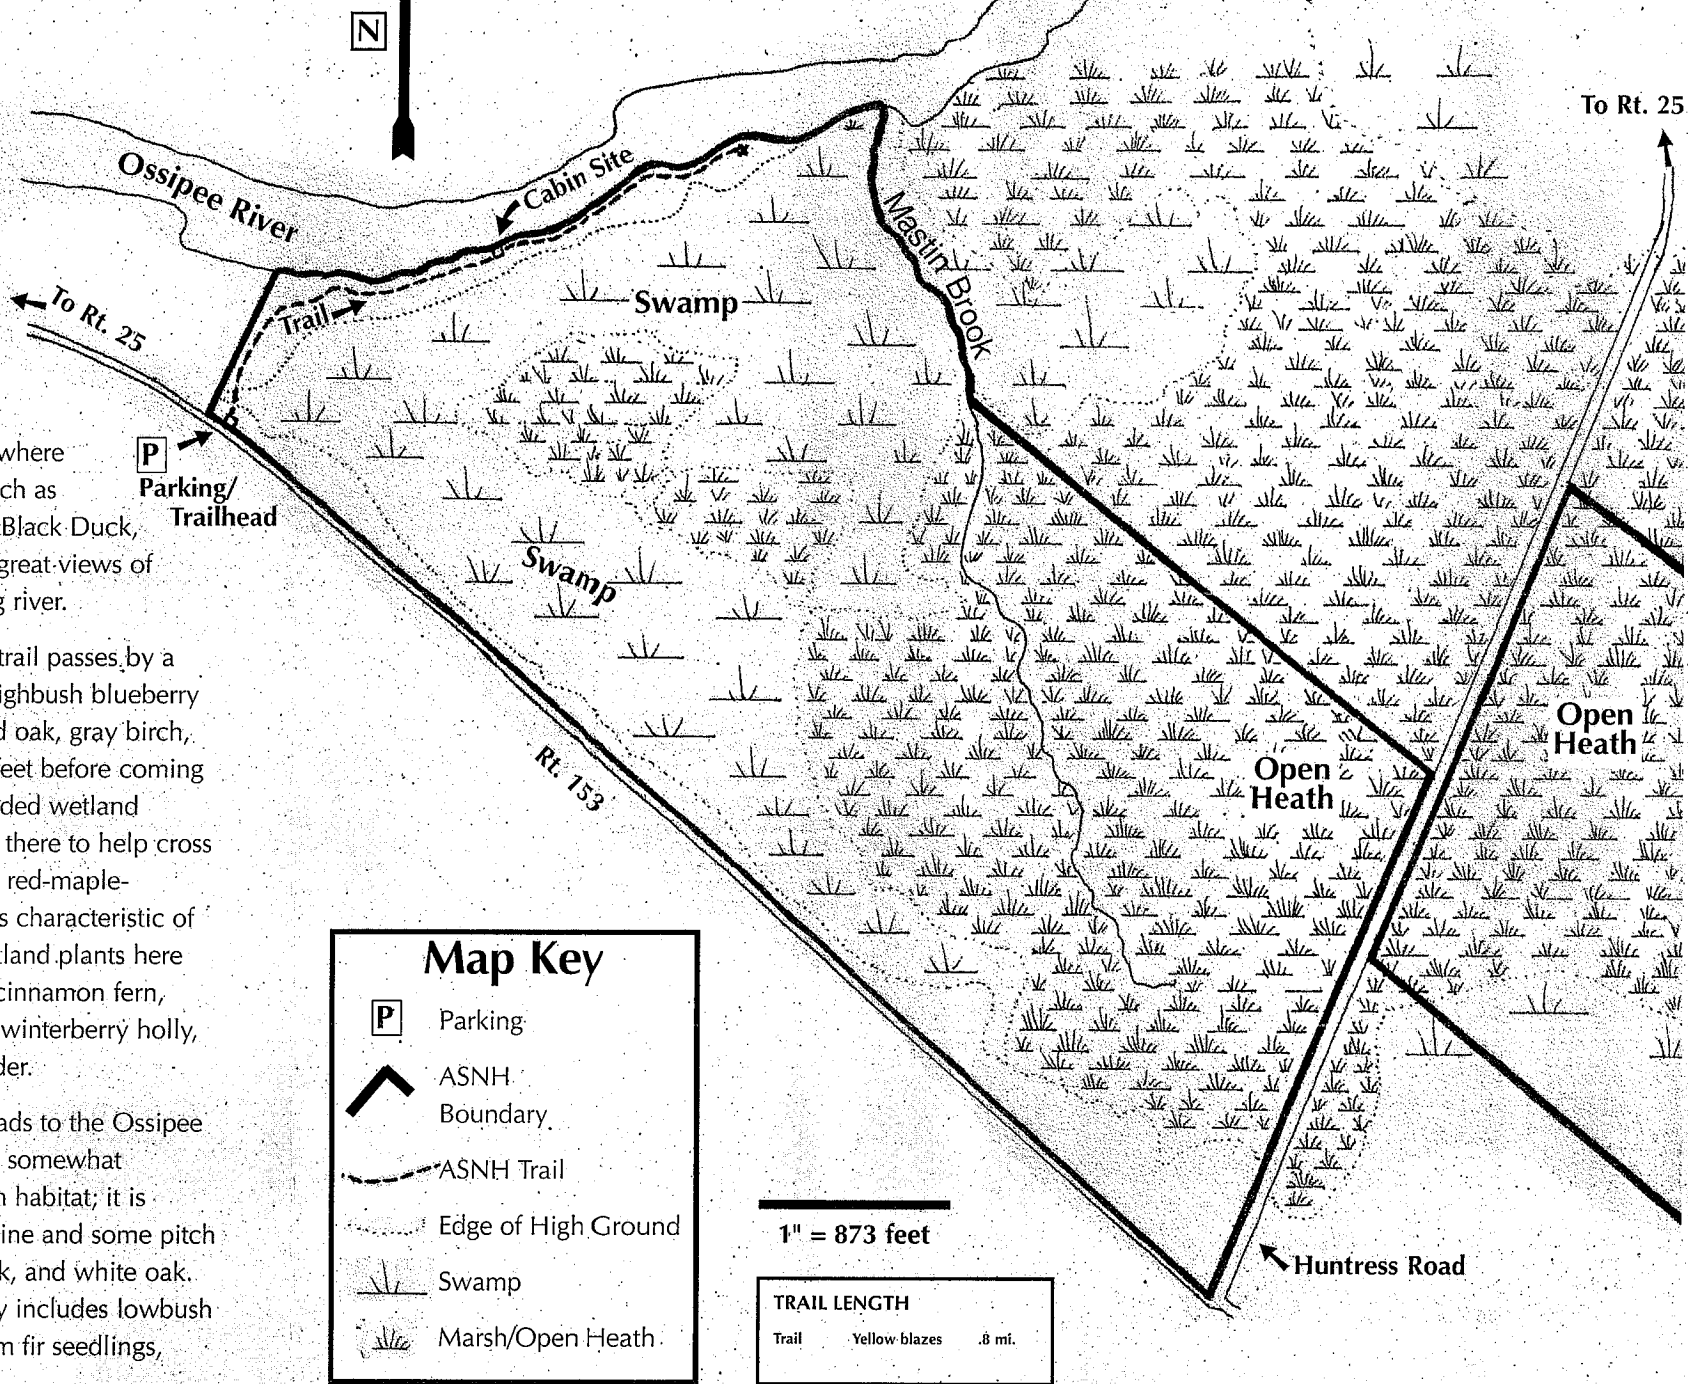 N
To Rt. 25
Ossipee River
Cabin Site
Mastin Brook
Trail
Swamp
To Rt. 25
P
Parking/
Trailhead
Swamp
where
ch as
Black Duck,
great views of
g river.
trail passes by a
ighbush blueberry
d oak, gray birch,
feet before coming
ded wetland
there to help cross
red-maple-
s characteristic of
land plants here
cinnamon fern,
winterberry holly,
der.
ads to the Ossipee
somewhat
n habitat; it is
ine and some pitch
k, and white oak.
y includes lowbush
m fir seedlings,
Rt. 153
Open
Heath
Open
Heath
Map Key
P Parking
ASNH
Boundary
ASNH Trail
Edge of High Ground
Swamp
Marsh/Open Heath
1" = 873 feet
Huntress Road
TRAIL LENGTH
Trail Yellow blazes .8 mi.